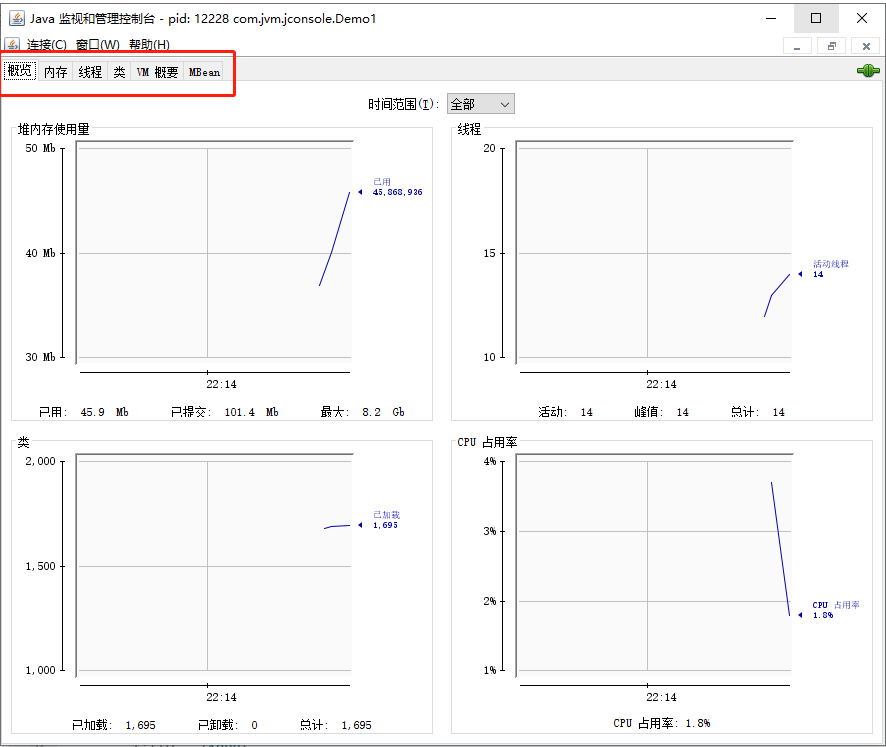 Java 监视和管理控制台 - pid: 12228 com.jvm.jconsole.Demo1
连接(C) 窗口(W) 帮助(H)
概览 内存 线程 类 VM 概要 MBean
时间范围(T): 全部
堆内存使用量
50 Mb
40 Mb
30 Mb
已用
45,868,936
22:14
已用: 45.9 Mb 已提交: 101.4 Mb 最大: 8.2 Gb
线程
20
15
10
活动线程
14
22:14
活动: 14 峰值: 14 总计: 14
类
2,000
1,500
1,000
已加载
1,695
22:14
已加载: 1,695 已卸载: 0 总计: 1,695
CPU 占用率
4%
3%
2%
1%
CPU 占用率
1.8%
22:14
CPU 占用率: 1.8%